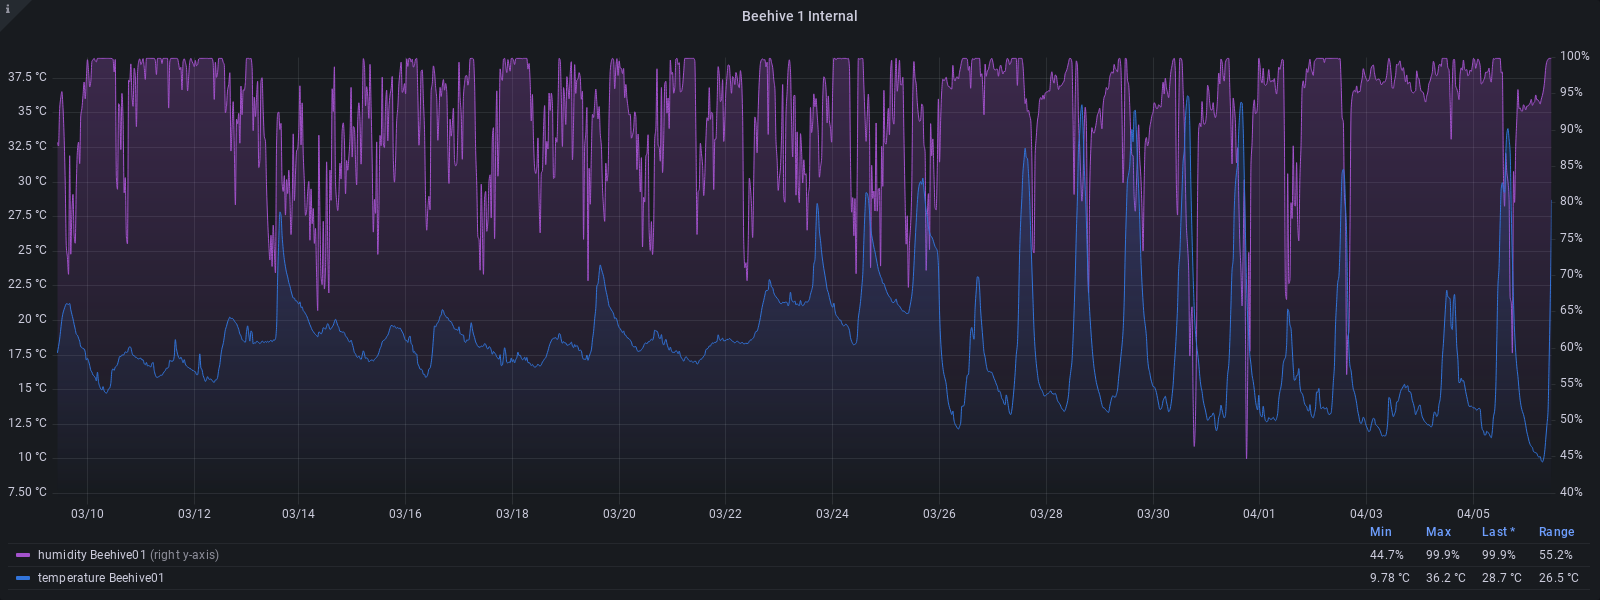 i
Beehive 1 Internal
37.5 °C
35 °C
32.5 °C
30 °C
27.5 °C
25 °C
22.5 °C
20 °C
17.5 °C
15 °C
12.5 °C
10 °C
7.50 °C
100%
95%
90%
85%
80%
75%
70%
65%
60%
55%
50%
45%
40%
03/10 03/12 03/14 03/16 03/18 03/20 03/22 03/24 03/26 03/28 03/30 04/01 04/03 04/05
Min Max Last * Range
humidity Beehive01 (right y-axis) 44.7% 99.9% 99.9% 55.2%
temperature Beehive01 9.78 °C 36.2 °C 28.7 °C 26.5 °C